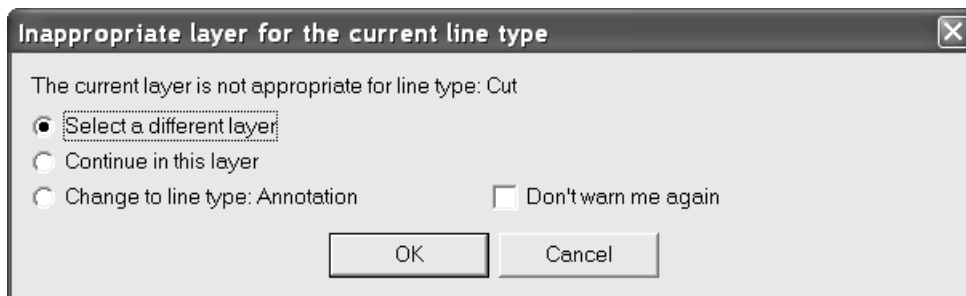 Inappropriate layer for the current line type
The current layer is not appropriate for line type: Cut
Select a different layer
Continue in this layer
Change to line type: Annotation
Don't warn me again
OK
Cancel